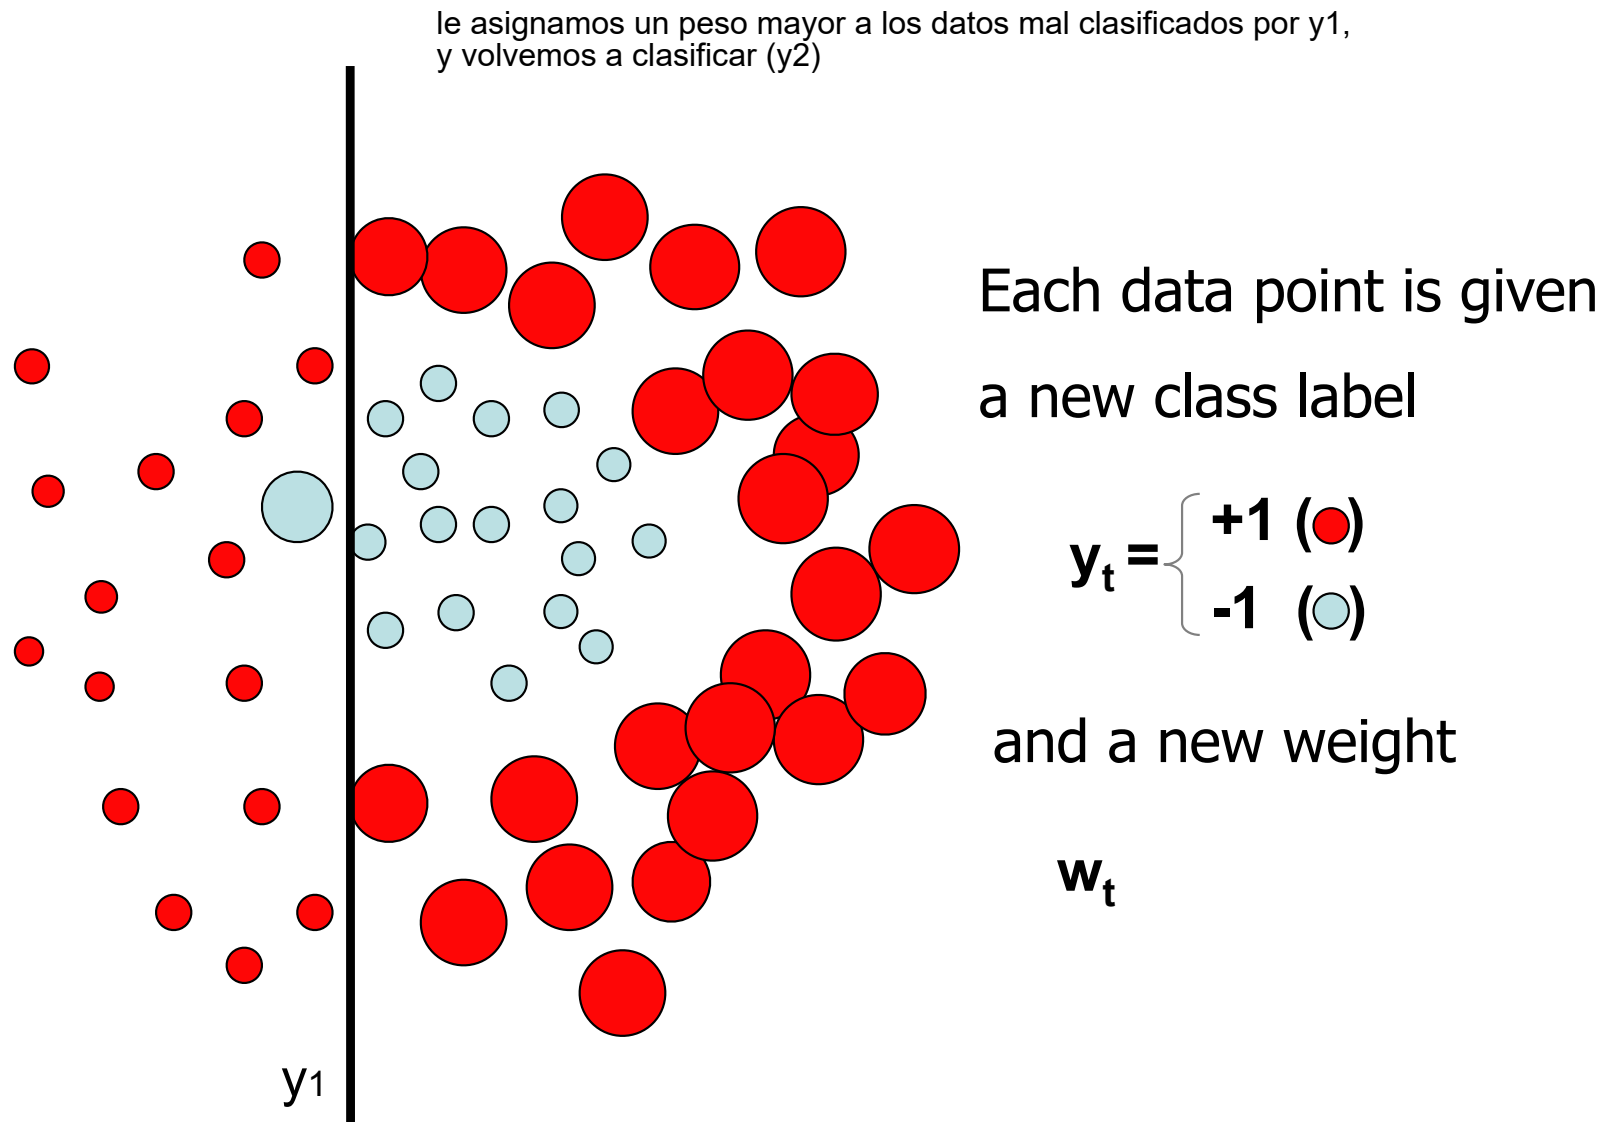 le asignamos un peso mayor a los datos mal clasificados por y1,
y volvemos a clasificar (y2)
Each data point is given
a new class label
+1 ( )
yt =
-1 ( )
and a new weight
wt
y1